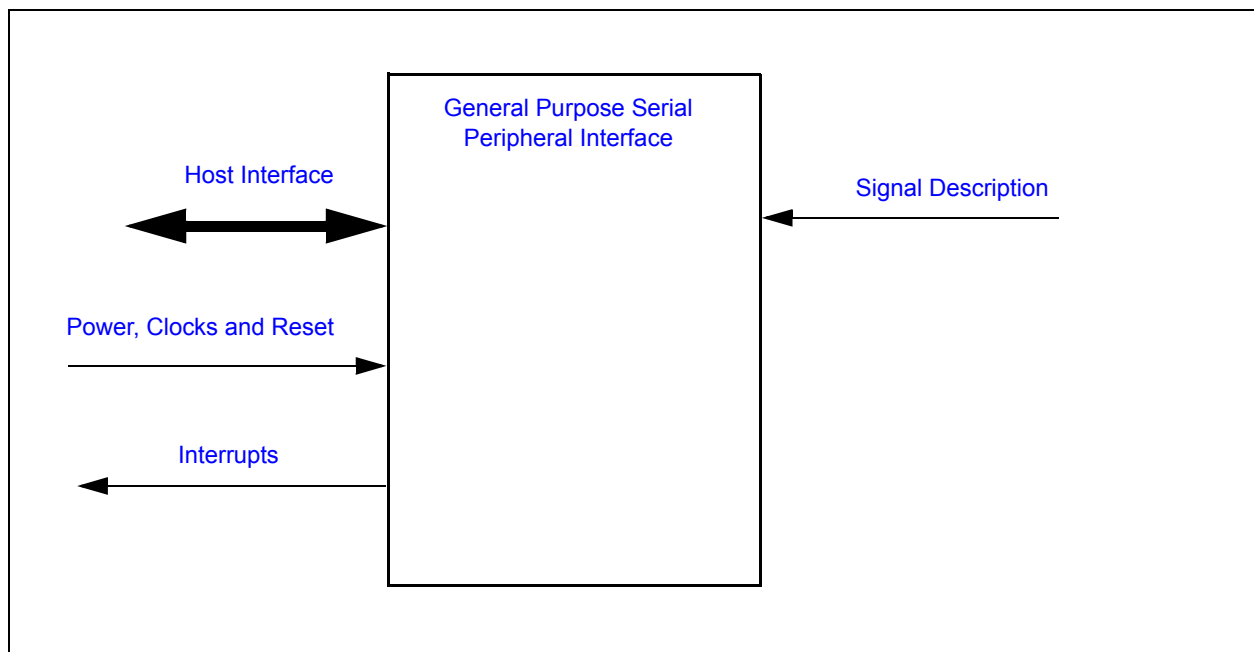 General Purpose Serial
Peripheral Interface
Host Interface
Signal Description
Power, Clocks and Reset
Interrupts